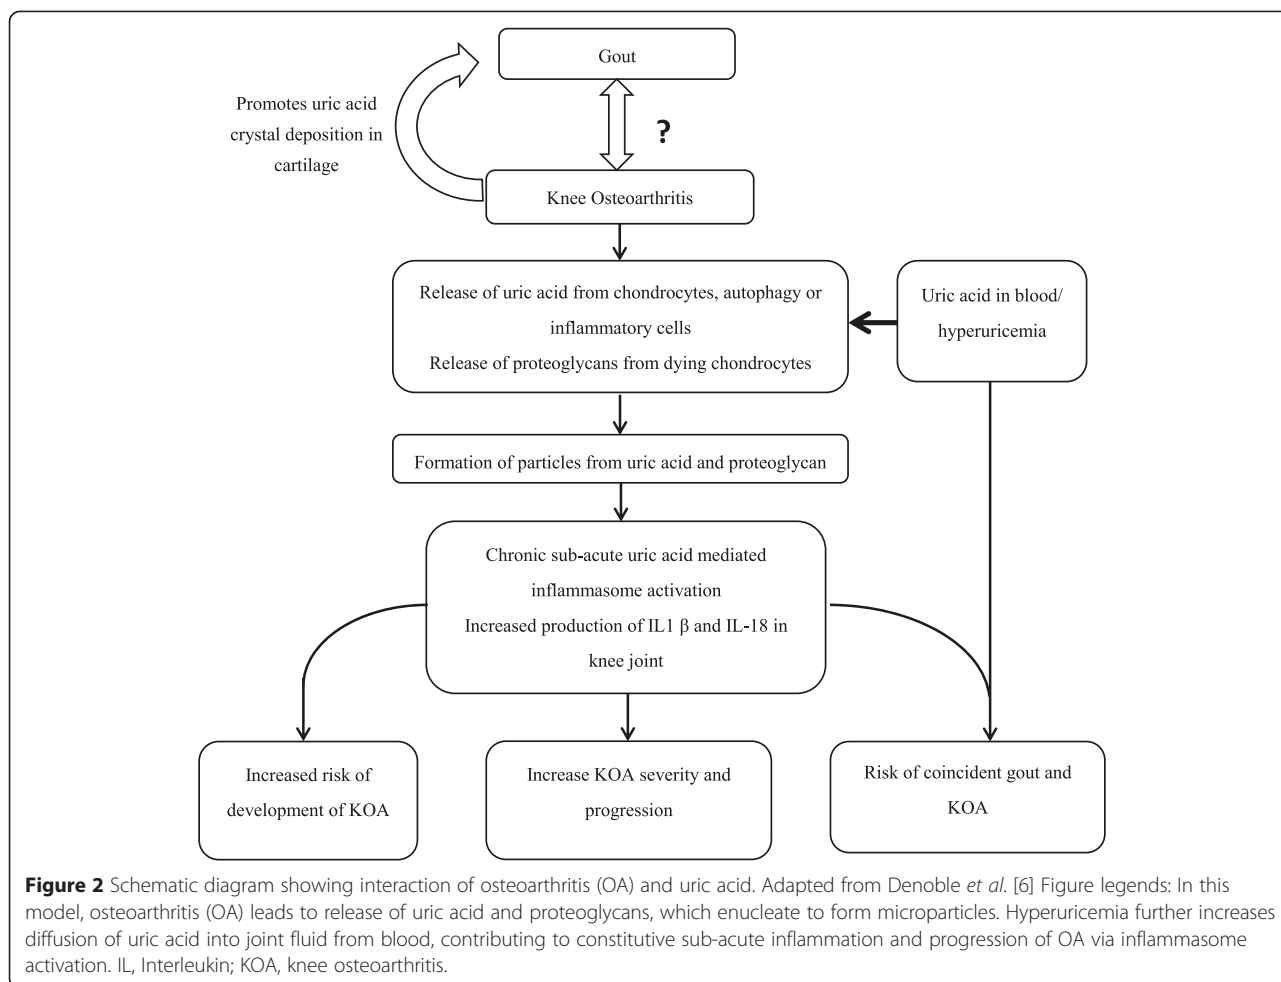 Gout
Promotes uric acid
crystal deposition in
cartilage
?
Knee Osteoarthritis
Release of uric acid from chondrocytes, autophagy or
inflammatory cells
Release of proteoglycans from dying chondrocytes
Uric acid in blood/
hyperuricemia
Formation of particles from uric acid and proteoglycan
Chronic sub-acute uric acid mediated
inflammasome activation
Increased production of IL1 β and IL-18 in
knee joint
Increased risk of
development of KOA
Increase KOA severity and
progression
Risk of coincident gout and
KOA
Figure 2 Schematic diagram showing interaction of osteoarthritis (OA) and uric acid. Adapted from Denoble et al. [6] Figure legends: In this
model, osteoarthritis (OA) leads to release of uric acid and proteoglycans, which enucleate to form microparticles. Hyperuricemia further increases
diffusion of uric acid into joint fluid from blood, contributing to constitutive sub-acute inflammation and progression of OA via inflammasome
activation. IL, Interleukin; KOA, knee osteoarthritis.